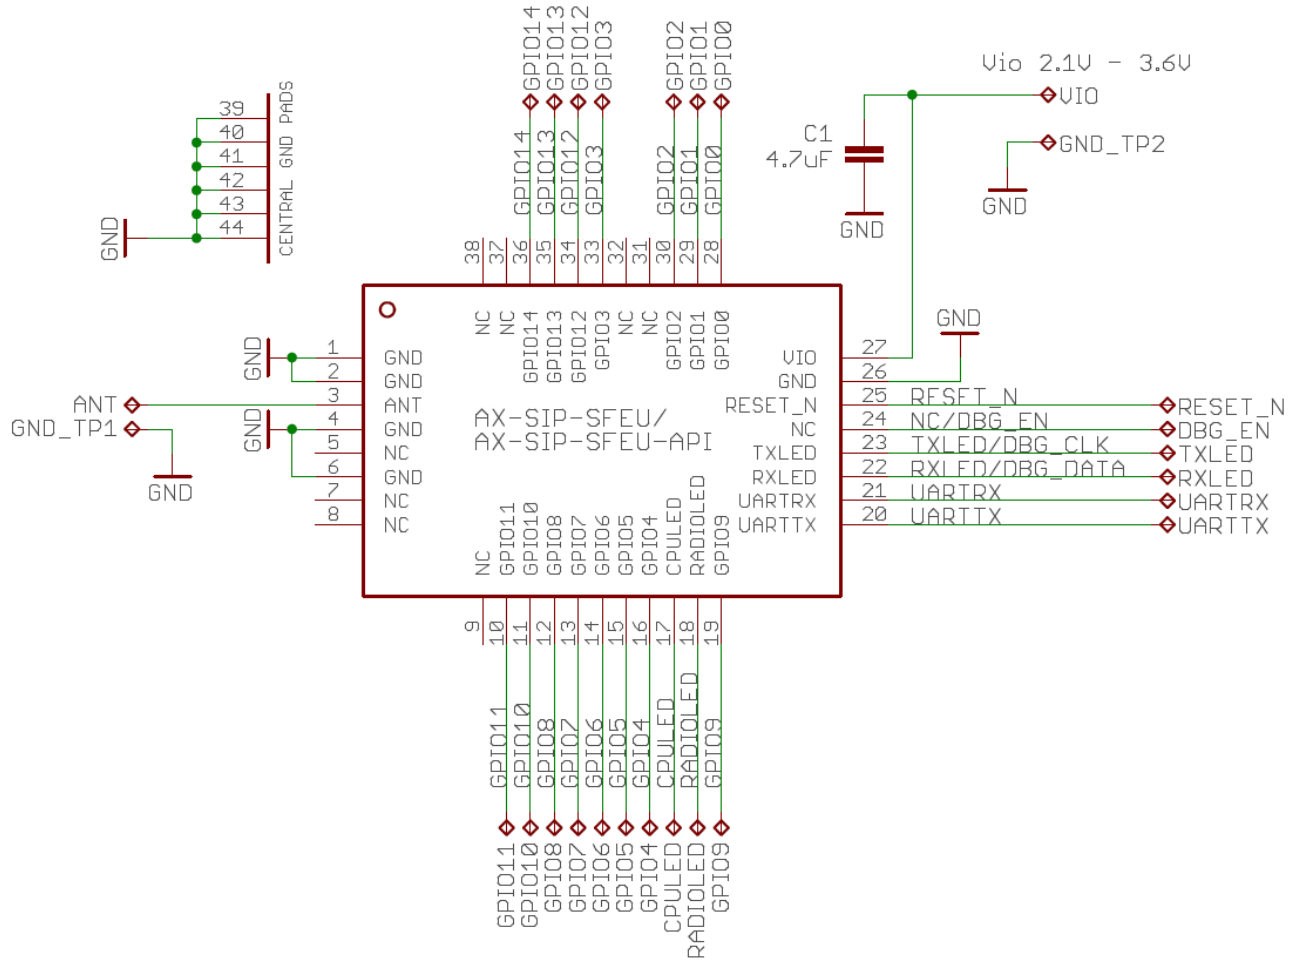 GPIO14
GPIO13
GPIO12
GPIO3
GPIO2
GPIO1
GPIO0
GPIO14
GPIO13
GPIO12
GPIO3
GPIO2
GPIO1
GPIO0
Vio 2.1V - 3.6V
VIO
GND_TP2
GND
C1
4.7uF
GND
39
40
41
42
43
44
CENTRAL GND PADS
GND
38
37
36
35
34
33
32
31
30
29
28
NC
NC
GPIO14
GPIO13
GPIO12
GPIO3
NC
NC
GPIO2
GPIO1
GPIO0
GND
1 GND
2 GND
ANT 3 ANT
GND_TP1 GND 4 GND
5 NC
6 GND
GND
7 NC
8 NC
AX-SIP-SFEU/
AX-SIP-SFEU-API
GND
VIO 27
GND 26
RESET_N 25 RESET_N RESET_N
NC 24 NC/DBG_EN DBG_EN
TXLED 23 TXLED/DBG_CLK TXLED
RXLED 22 RXLED/DBG_DATA RXLED
UARTRX 21 UARTRX UARTRX
UARTTX 20 UARTTX UARTTX
NC
GPIO11
GPIO10
GPIO8
GPIO7
GPIO6
GPIO5
GPIO4
CPULED
RADIOLED
GPIO9
9
10
11
12
13
14
15
16
17
18
19
GPIO11
GPIO10
GPIO8
GPIO7
GPIO6
GPIO5
GPIO4
CPULED
RADIOLED
GPIO9
GPIO11
GPIO10
GPIO8
GPIO7
GPIO6
GPIO5
GPIO4
CPULED
RADIOLED
GPIO9